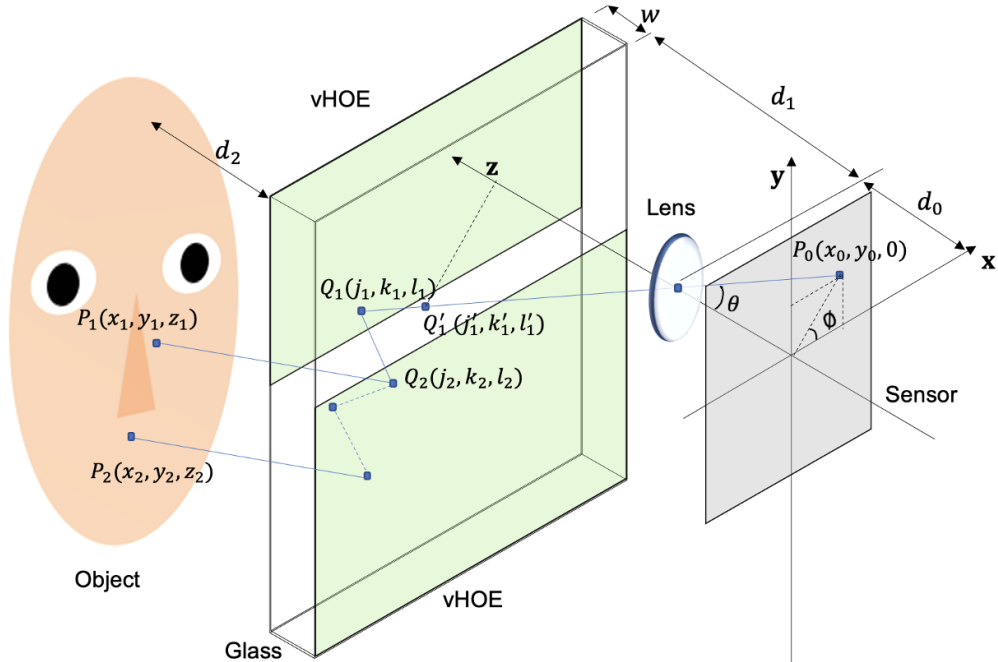 w
vHOE
d₁
d₂
z
y
d₀
Lens
P₀(x₀, y₀, 0)
x
Q₁(j₁, k₁, l₁)
θ
P₁(x₁, y₁, z₁)
Q₁′(j₁′, k₁′, l₁′)
ϕ
Q₂(j₂, k₂, l₂)
Sensor
P₂(x₂, y₂, z₂)
Object
vHOE
Glass